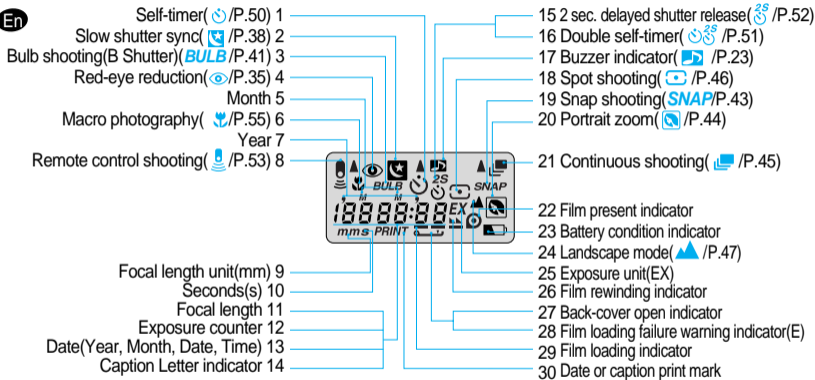 En
Self-timer( /P.50) 1
Slow shutter sync( /P.38) 2
Bulb shooting(B Shutter)(BULB/P.41) 3
Red-eye reduction( /P.35) 4
Month 5
Macro photography( /P.55) 6
Year 7
Remote control shooting( /P.53) 8
Focal length unit(mm) 9
Seconds(s) 10
Focal length 11
Exposure counter 12
Date(Year, Month, Date, Time) 13
Caption Letter indicator 14
2S
BULB
SNAP
M M
18888:88 EX
mms PRINT
15 2 sec. delayed shutter release( 2S /P.52)
16 Double self-timer( 2S /P.51)
17 Buzzer indicator( /P.23)
18 Spot shooting( /P.46)
19 Snap shooting(SNAP/P.43)
20 Portrait zoom( /P.44)
21 Continuous shooting( /P.45)
22 Film present indicator
23 Battery condition indicator
24 Landscape mode( /P.47)
25 Exposure unit(EX)
26 Film rewinding indicator
27 Back-cover open indicator
28 Film loading failure warning indicator(E)
29 Film loading indicator
30 Date or caption print mark